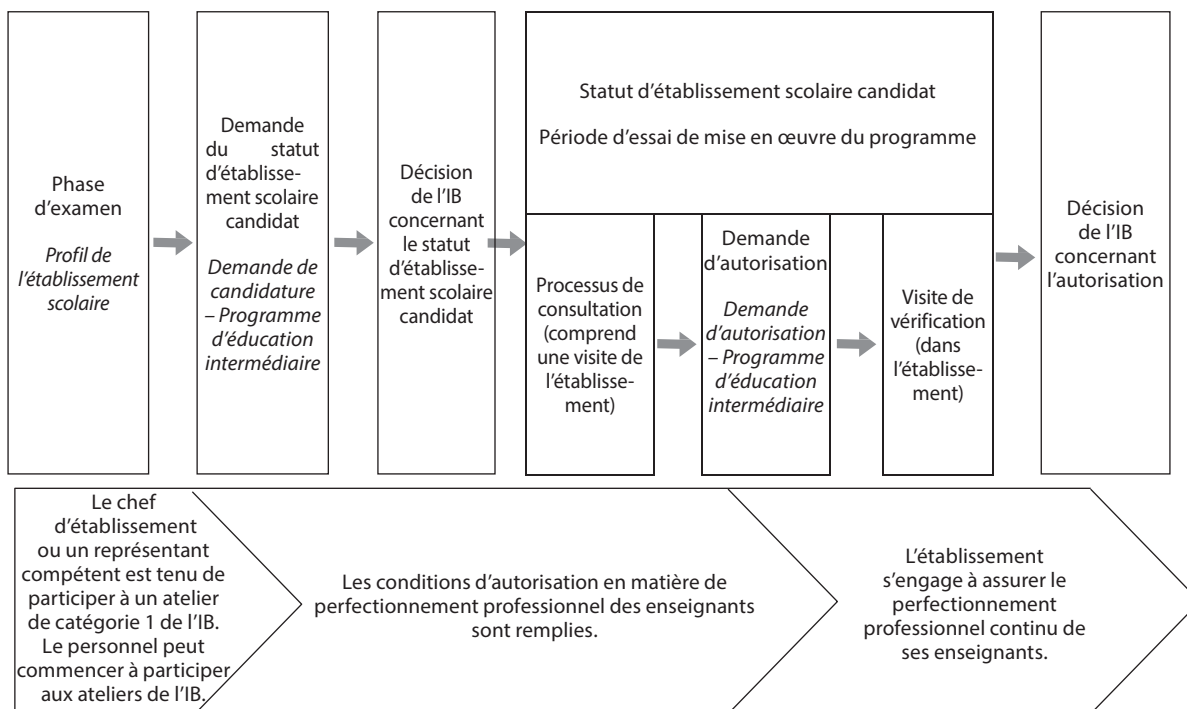 Phase
d'examen
Profil de
l'établissement
scolaire
Demande
du statut
d'établisse-
ment scolaire
candidat
Demande de
candidature
– Programme
d'éducation
intermédiaire
Décision
de l'IB
concernant
le statut
d'établisse-
ment scolaire
candidat
Statut d'établissement scolaire candidat
Période d'essai de mise en œuvre du programme
Processus de
consultation
(comprend
une visite de
l'établisse-
ment)
Demande
d'autorisation
Demande
d'autorisation
– Programme
d'éducation
intermédiaire
Visite de
vérification
(dans
l'établisse-
ment)
Décision
de l'IB
concernant
l'autorisation
Le chef
d'établissement
ou un représentant
compétent est tenu de
participer à un atelier
de catégorie 1 de l'IB.
Le personnel peut
commencer à participer
aux ateliers de l'IB.
Les conditions d'autorisation en matière de
perfectionnement professionnel des enseignants
sont remplies.
L'établissement
s'engage à assurer le
perfectionnement
professionnel continu de
ses enseignants.